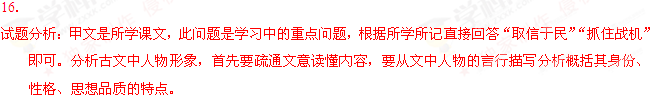 16.
试题分析：甲文是所学课文，此问题是学习中的重点问题，根据所学所记直接回答“取信于民”“抓住战机”
即可。分析古文中人物形象，首先要疏通文意读懂内容，要从文中人物的言行描写分析概括其身份、
性格、思想品质的特点。